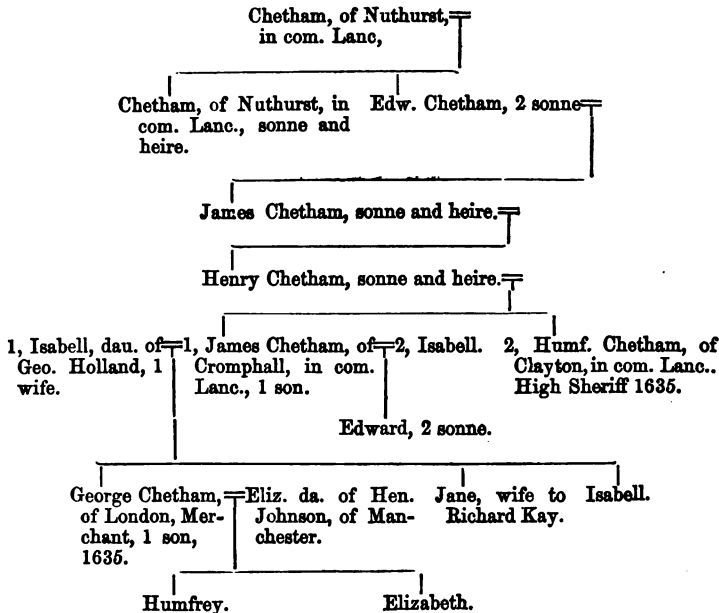 Chetham, of Nuthurst,
in com. Lanc,
Chetham, of Nuthurst, in
com. Lanc., sonne and
heire.
Edw. Chetham, 2 sonne
James Chetham, sonne and heire.
Henry Chetham, sonne and heire.
1, Isabell, dau. of
Geo. Holland, 1
wife.
1, James Chetham, of
Cromphall, in com.
Lanc., 1 son.
2, Isabell.
2, Humf. Chetham, of
Clayton, in com. Lanc..
High Sheriff 1635.
Edward, 2 sonne.
George Chetham,
of London, Mer-
chant, 1 son,
1635.
Eliz. da. of Hen.
Johnson, of Man-
chester.
Jane, wife to
Richard Kay.
Isabell.
Humfrey.
Elizabeth.